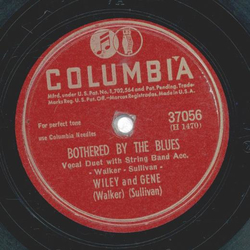 COLUMBIA
Mfrd. under U.S. Pat. No's. 1,702,564 and Pat. Pending. Trade-
Marks Reg. U.S. Pat. Off.-Marcas Registradas. Made in U.S.A.
For perfect tone
use Columbia Needles
37056
(H 1470)
BOTHERED BY THE BLUES
Vocal Duet with String Band Acc.
- Walker - Sullivan -
WILEY and GENE
(Walker) (Sullivan)